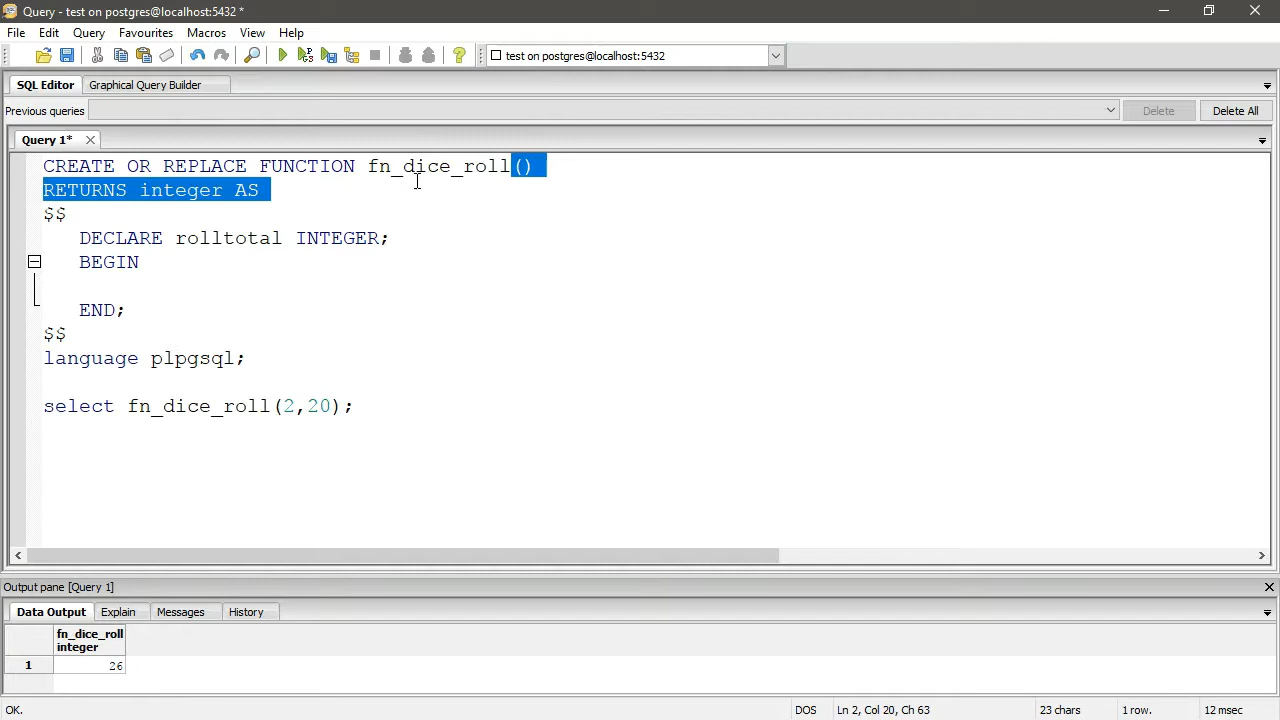 Query - test on postgres@localhost:5432 *
File Edit Query Favourites Macros View Help
test on postgres@localhost:5432
SQL Editor Graphical Query Builder
Previous queries Delete Delete All
Query 1*
CREATE OR REPLACE FUNCTION fn_dice_roll()
RETURNS integer AS
$$
DECLARE rolltotal INTEGER;
BEGIN
END;
$$
language plpgsql;
select fn_dice_roll(2,20);
Output pane [Query 1]
Data Output Explain Messages History
fn_dice_roll
integer
1 26
OK. DOS Ln 2, Col 20, Ch 63 23 chars 1 row. 12 msec